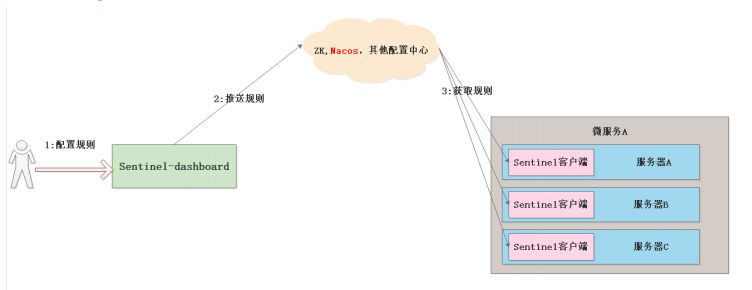 ZK,Nacos，其他配置中心
2:推送规则
3:获取规则
1:配置规则
Sentinel-dashboard
微服务A
Sentinel客户端
服务器A
Sentinel客户端
服务器B
Sentinel客户端
服务器C